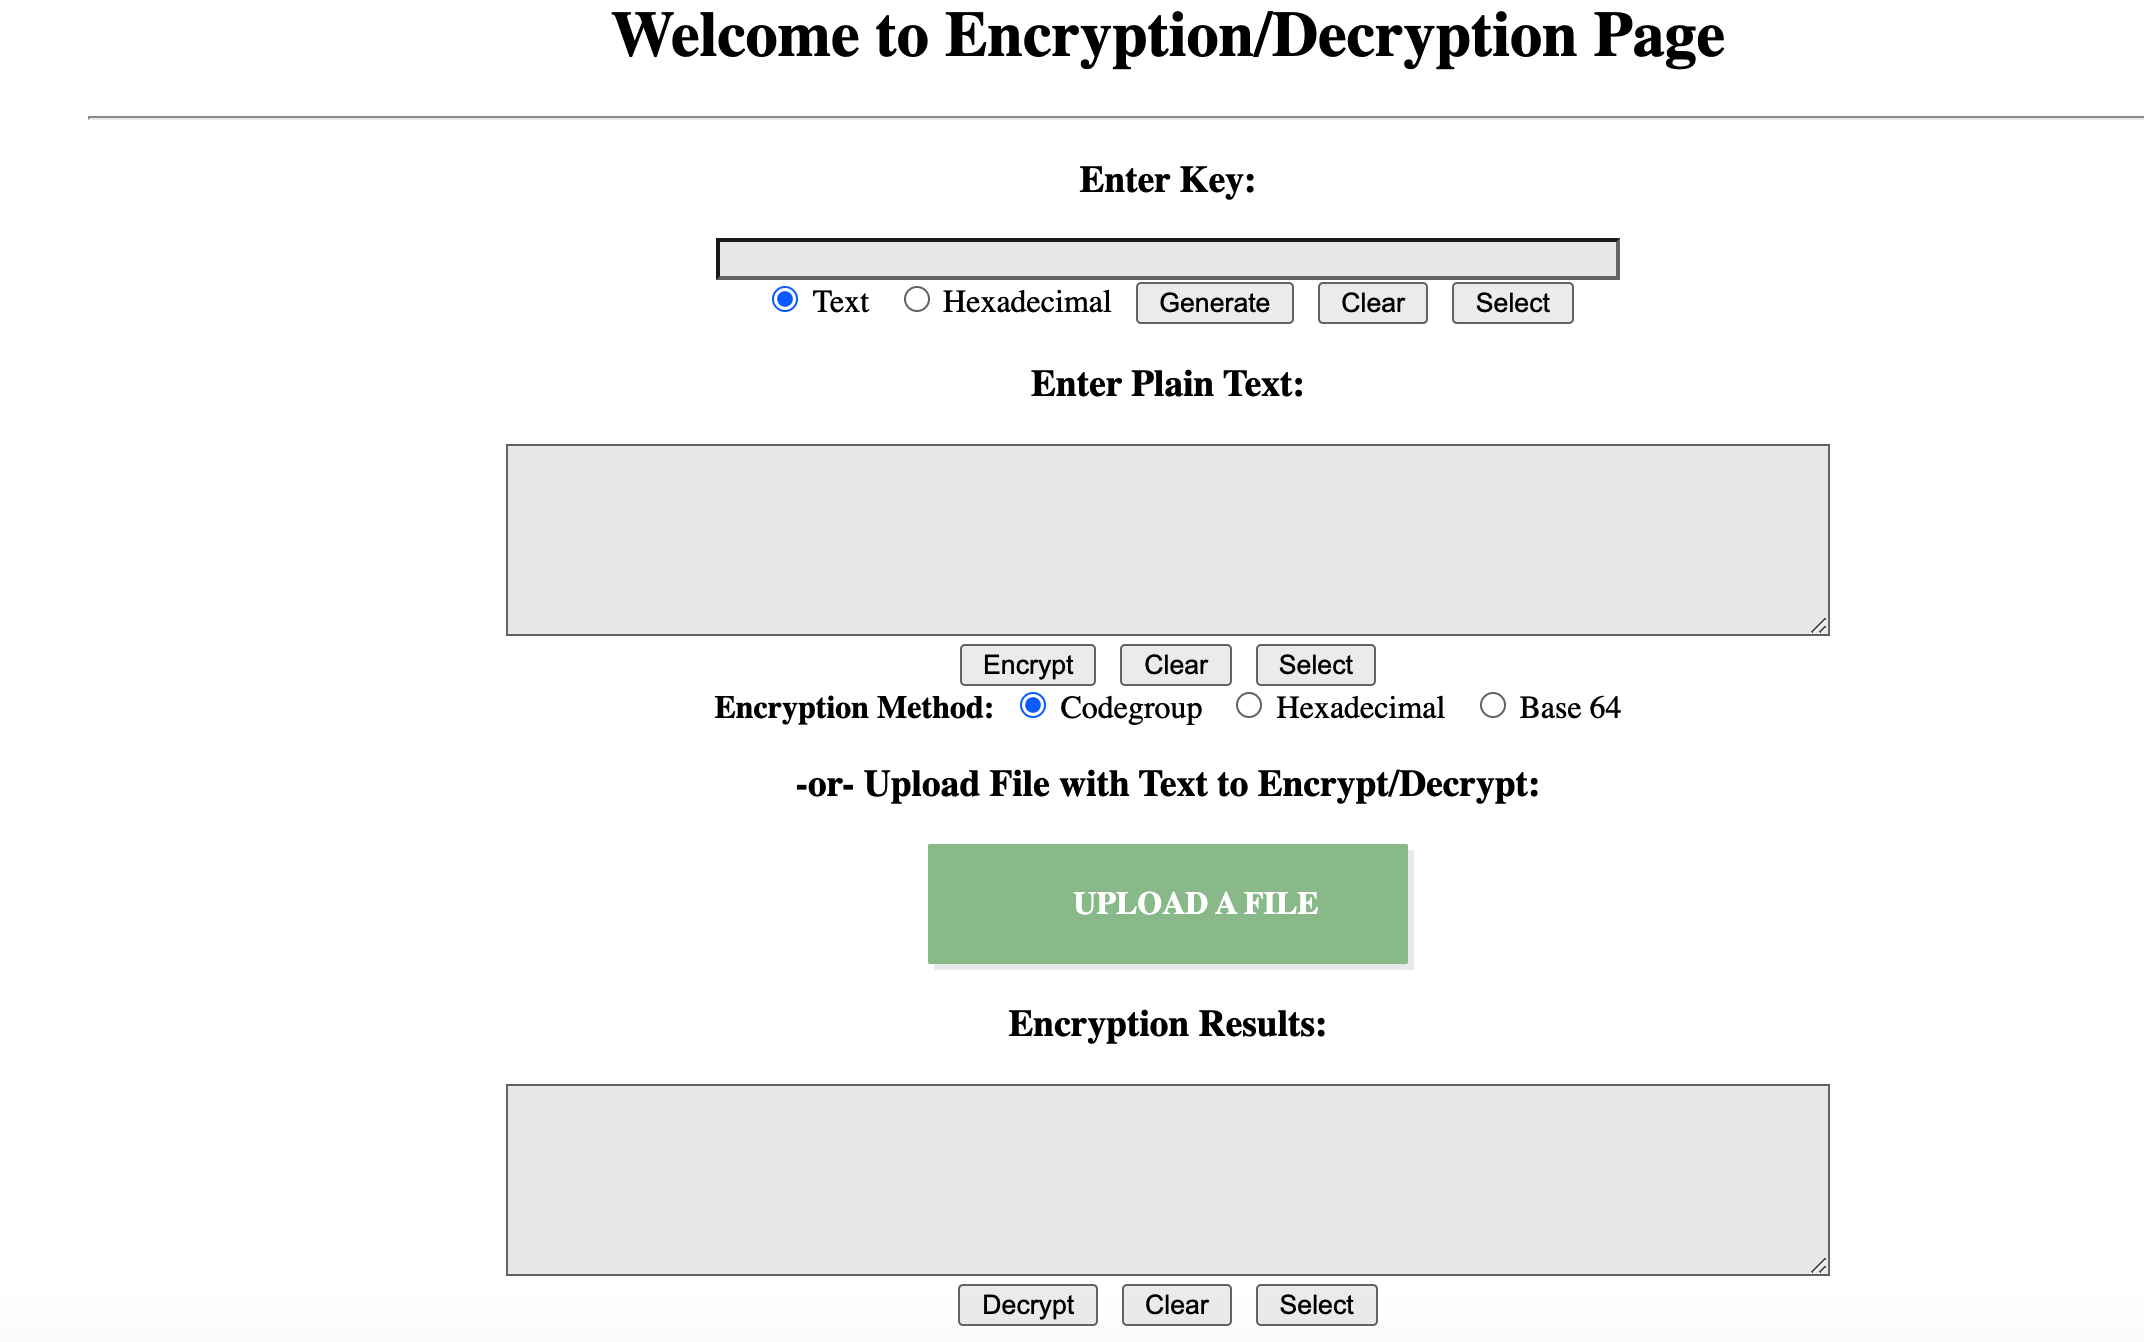 Welcome to Encryption/Decryption Page
Enter Key:
Text Hexadecimal Generate Clear Select
Enter Plain Text:
Encrypt Clear Select
Encryption Method: Codegroup Hexadecimal Base 64
-or- Upload File with Text to Encrypt/Decrypt:
UPLOAD A FILE
Encryption Results:
Decrypt Clear Select